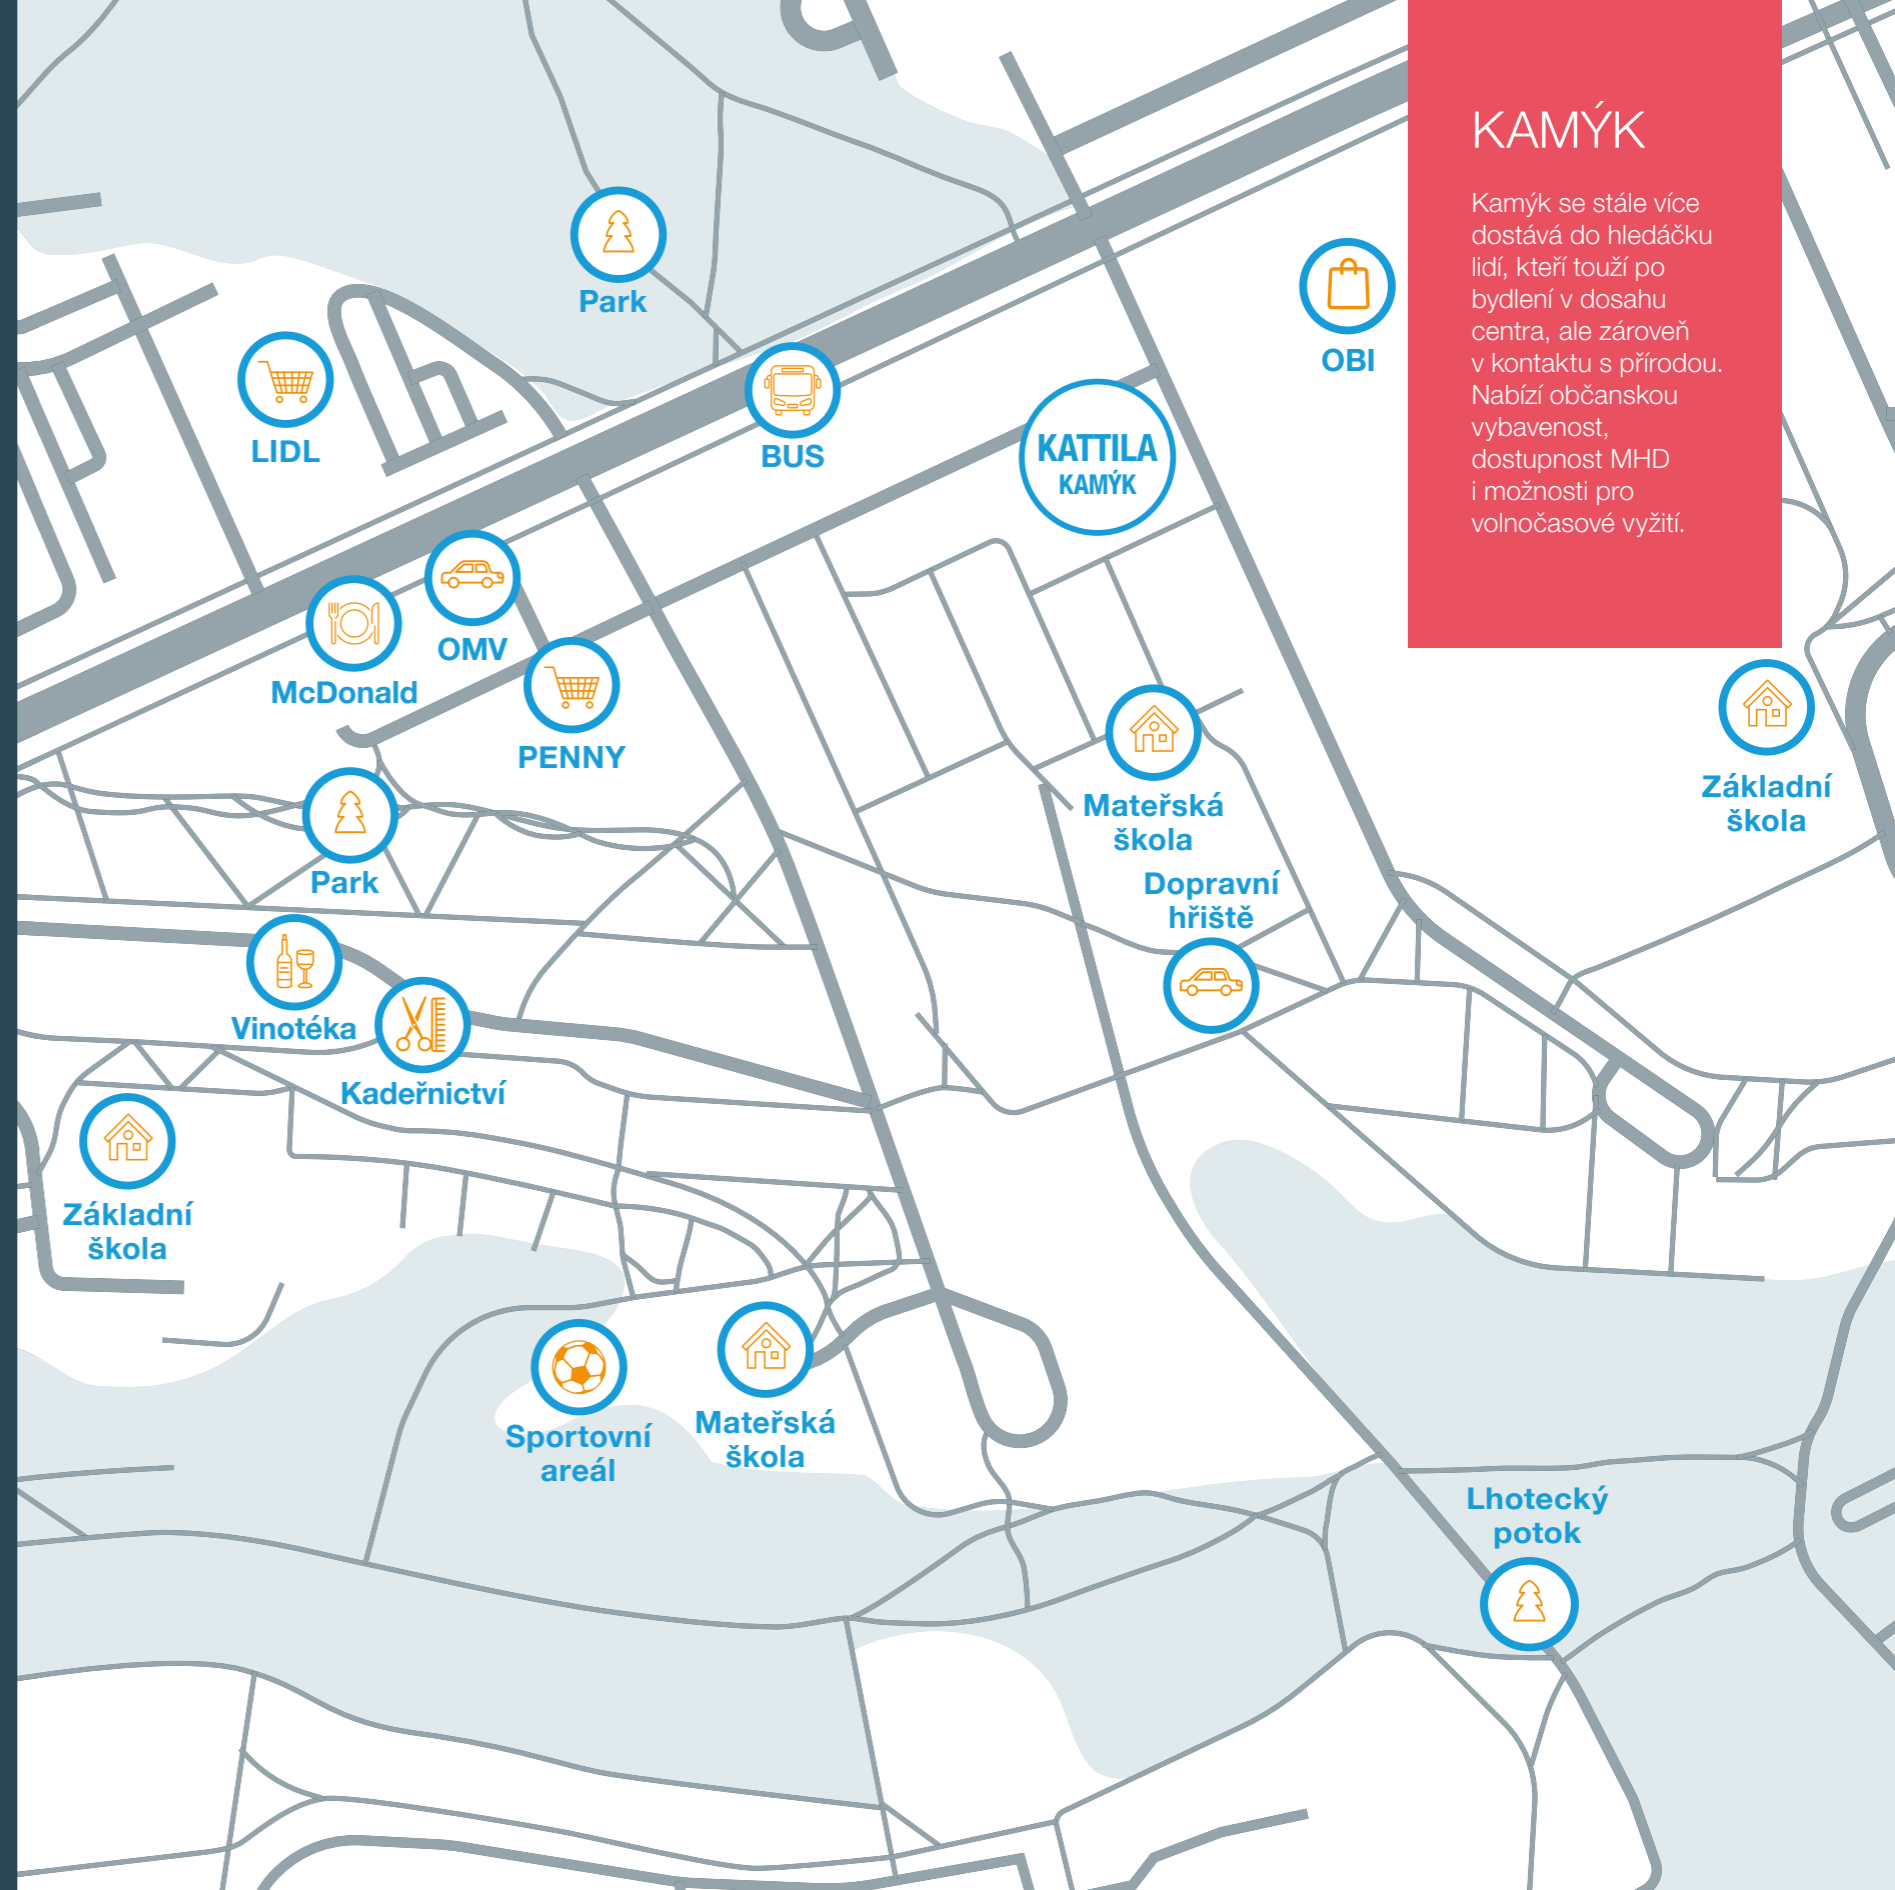 KAMÝK
Kamýk se stále více
dostává do hledáčku
lidí, kteří touží po
bydlení v dosahu
centra, ale zároveň
v kontaktu s přírodou.
Nabízí občanskou
vybavenost,
dostupnost MHD
i možnosti pro
volnočasové vyžití.
Park
OBI
LIDL
BUS
KATTILA
KAMÝK
OMV
McDonald
PENNY
Mateřská
škola
Základní
škola
Park
Dopravní
hřiště
Vinotéka
Kadeřnictví
Základní
škola
Sportovní
areál
Mateřská
škola
Lhotecký
potok